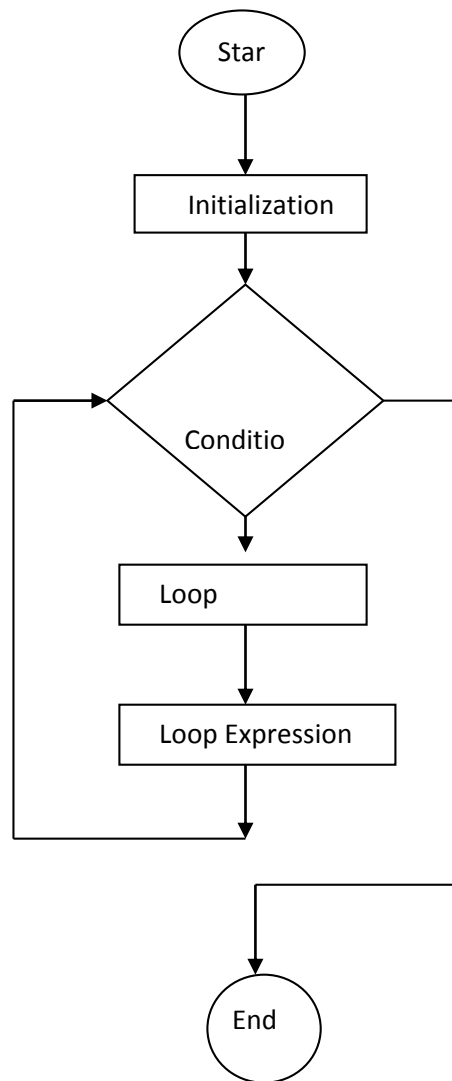 Star
Initialization
Conditio
Loop
Loop Expression
End